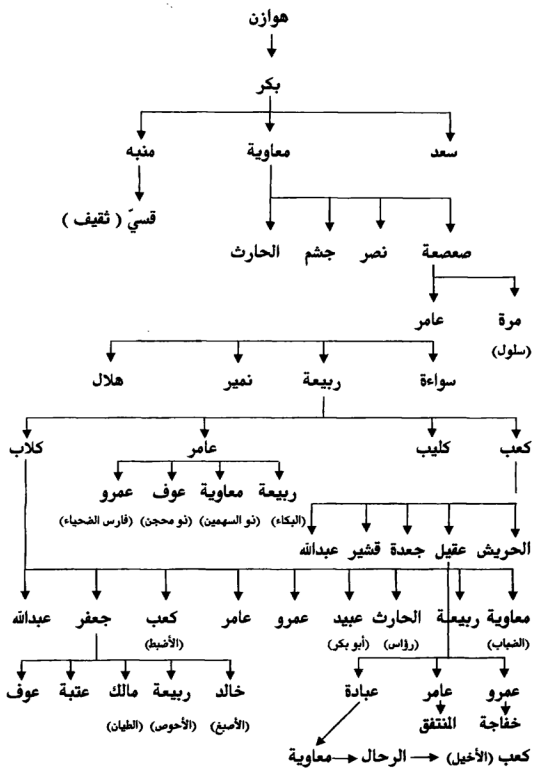 هوازن
بكر
سعد معاوية منبه
قسيّ ( ثقيف )
صعصعة نصر جشم الحارث
مرة عامر
(سلول)
سواءة ربيعة نمير هلال
كعب كليب عامر كلاب
ربيعة معاوية عوف عمرو
(البكاء) (ذو السهمين) (ذو محجن) (فارس الضحياء)
الحريش عقيل جعدة قشير عبدالله
معاوية ربيعة الحارث عبيد عمرو عامر كعب جعفر عبدالله
(الضباب) (رؤاس) (أبو بكر) (الأضبط)
عمرو عامر عبادة خالد ربيعة مالك عتبة عوف
خفاجة المنتفق (الأصبغ) (الأحوص) (الطيان)
كعب (الأخيل) الرحال معاوية